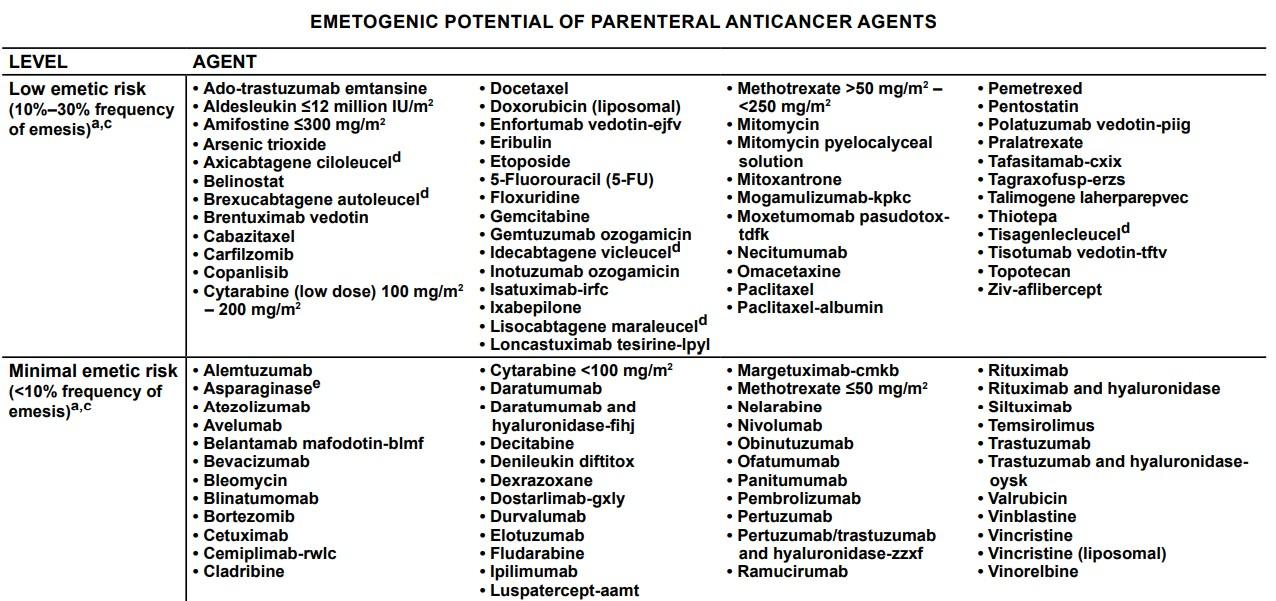 EMETOGENIC POTENTIAL OF PARENTERAL ANTICANCER AGENTS
LEVEL
AGENT
Low emetic risk
(10%–30% frequency
of emesis)a,c
• Ado-trastuzumab emtansine
• Aldesleukin ≤12 million IU/m²
• Amifostine ≤300 mg/m²
• Arsenic trioxide
• Axicabtagene ciloleuceld
• Belinostat
• Brexucabtagene autoleuceld
• Brentuximab vedotin
• Cabazitaxel
• Carfilzomib
• Copanlisib
• Cytarabine (low dose) 100 mg/m²
– 200 mg/m²
• Docetaxel
• Doxorubicin (liposomal)
• Enfortumab vedotin-ejfv
• Eribulin
• Etoposide
• 5-Fluorouracil (5-FU)
• Floxuridine
• Gemcitabine
• Gemtuzumab ozogamicin
• Idecabtagene vicleuceld
• Inotuzumab ozogamicin
• Isatuximab-irfc
• Ixabepilone
• Lisocabtagene maraleuceld
• Loncastuximab tesirine-lpyl
• Methotrexate >50 mg/m² –
<250 mg/m²
• Mitomycin
• Mitomycin pyelocalyceal
solution
• Mitoxantrone
• Mogamulizumab-kpkc
• Moxetumomab pasudotox-
tdfk
• Necitumumab
• Omacetaxine
• Paclitaxel
• Paclitaxel-albumin
• Pemetrexed
• Pentostatin
• Polatuzumab vedotin-piig
• Pralatrexate
• Tafasitamab-cxix
• Tagraxofusp-erzs
• Talimogene laherparepvec
• Thiotepa
• Tisagenlecleuceld
• Tisotumab vedotin-tftv
• Topotecan
• Ziv-aflibercept
Minimal emetic risk
(<10% frequency of
emesis)a,c
• Alemtuzumab
• Asparaginasee
• Atezolizumab
• Avelumab
• Belantamab mafodotin-blmf
• Bevacizumab
• Bleomycin
• Blinatumomab
• Bortezomib
• Cetuximab
• Cemiplimab-rwlc
• Cladribine
• Cytarabine <100 mg/m²
• Daratumumab
• Daratumumab and
hyaluronidase-fihj
• Decitabine
• Denileukin diftitox
• Dexrazoxane
• Dostarlimab-gxly
• Durvalumab
• Elotuzumab
• Fludarabine
• Ipilimumab
• Luspatercept-aamt
• Margetuximab-cmkb
• Methotrexate ≤50 mg/m²
• Nelarabine
• Nivolumab
• Obinutuzumab
• Ofatumumab
• Panitumumab
• Pembrolizumab
• Pertuzumab
• Pertuzumab/trastuzumab
and hyaluronidase-zzxf
• Ramucirumab
• Rituximab
• Rituximab and hyaluronidase
• Siltuximab
• Temsirolimus
• Trastuzumab
• Trastuzumab and hyaluronidase-
oysk
• Valrubicin
• Vinblastine
• Vincristine
• Vincristine (liposomal)
• Vinorelbine